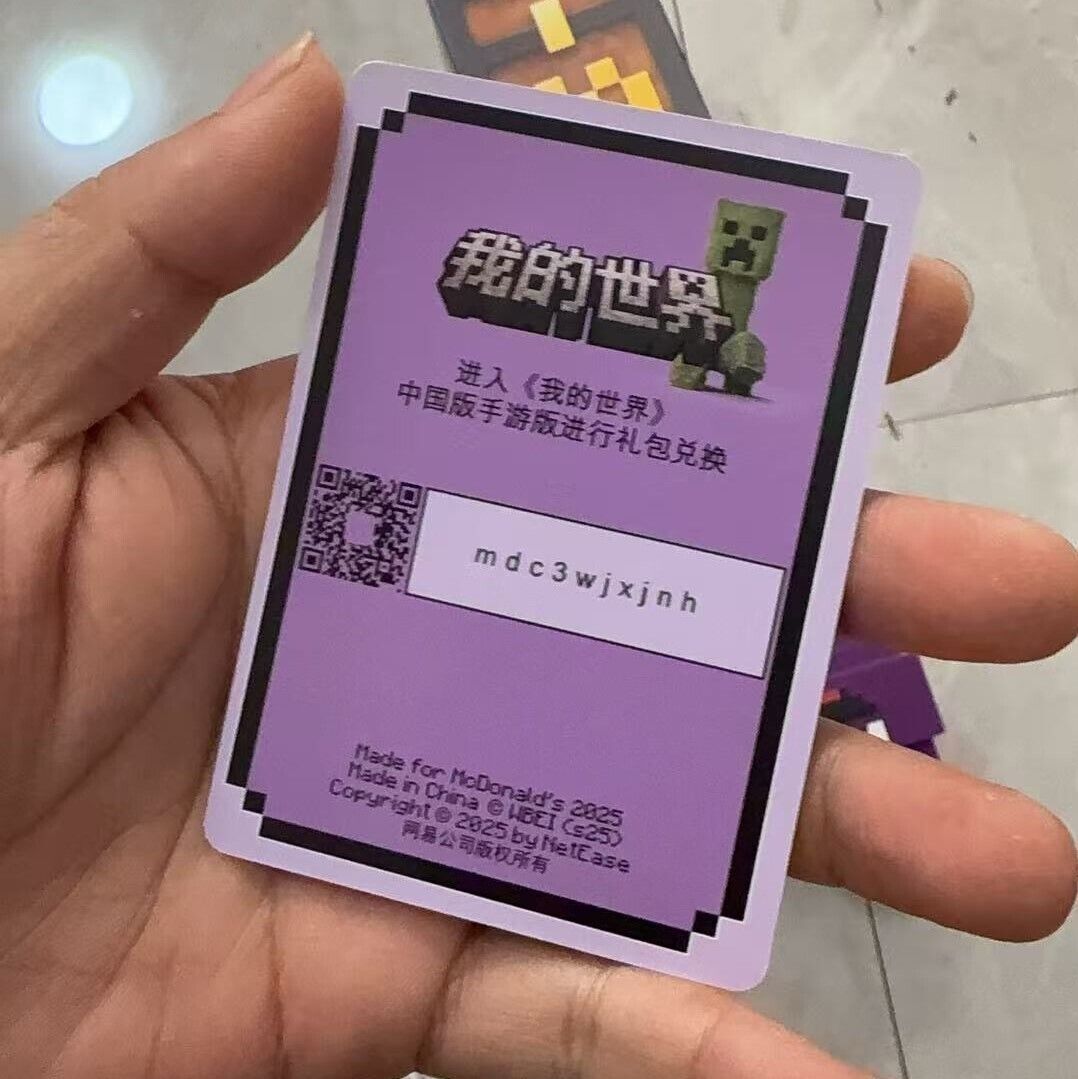 我的世界
进入《我的世界》
中国版手游版进行礼包兑换
mdc3wjxjnh
Made for McDonald's 2025
Made in China © WBEI (s25)
Copyright © 2025 by NetEase
网易公司版权所有